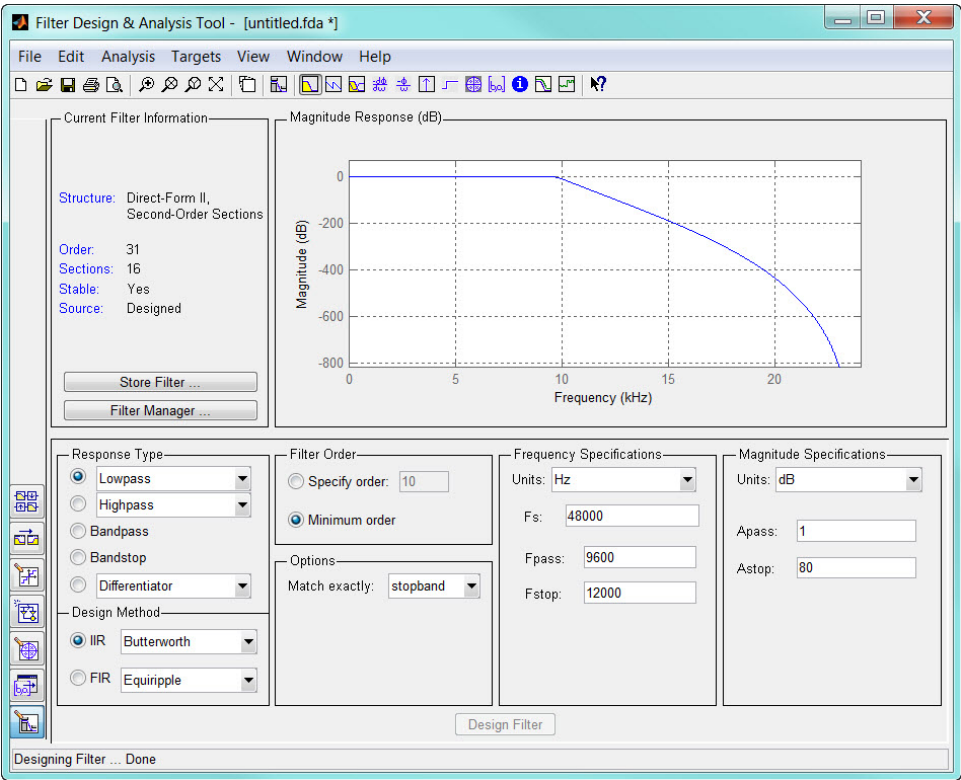 Filter Design & Analysis Tool - [untitled.fda *]
File Edit Analysis Targets View Window Help
Current Filter Information
Structure: Direct-Form II,
Second-Order Sections
Order: 31
Sections: 16
Stable: Yes
Source: Designed
Store Filter ...
Filter Manager ...
Magnitude Response (dB)
Magnitude (dB)
0
-200
-400
-600
-800
0 5 10 15 20
Frequency (kHz)
Response Type
Lowpass
Highpass
Bandpass
Bandstop
Differentiator
Design Method
IIR Butterworth
FIR Equiripple
Filter Order
Specify order: 10
Minimum order
Options
Match exactly: stopband
Frequency Specifications
Units: Hz
Fs: 48000
Fpass: 9600
Fstop: 12000
Magnitude Specifications
Units: dB
Apass: 1
Astop: 80
Design Filter
Designing Filter ... Done